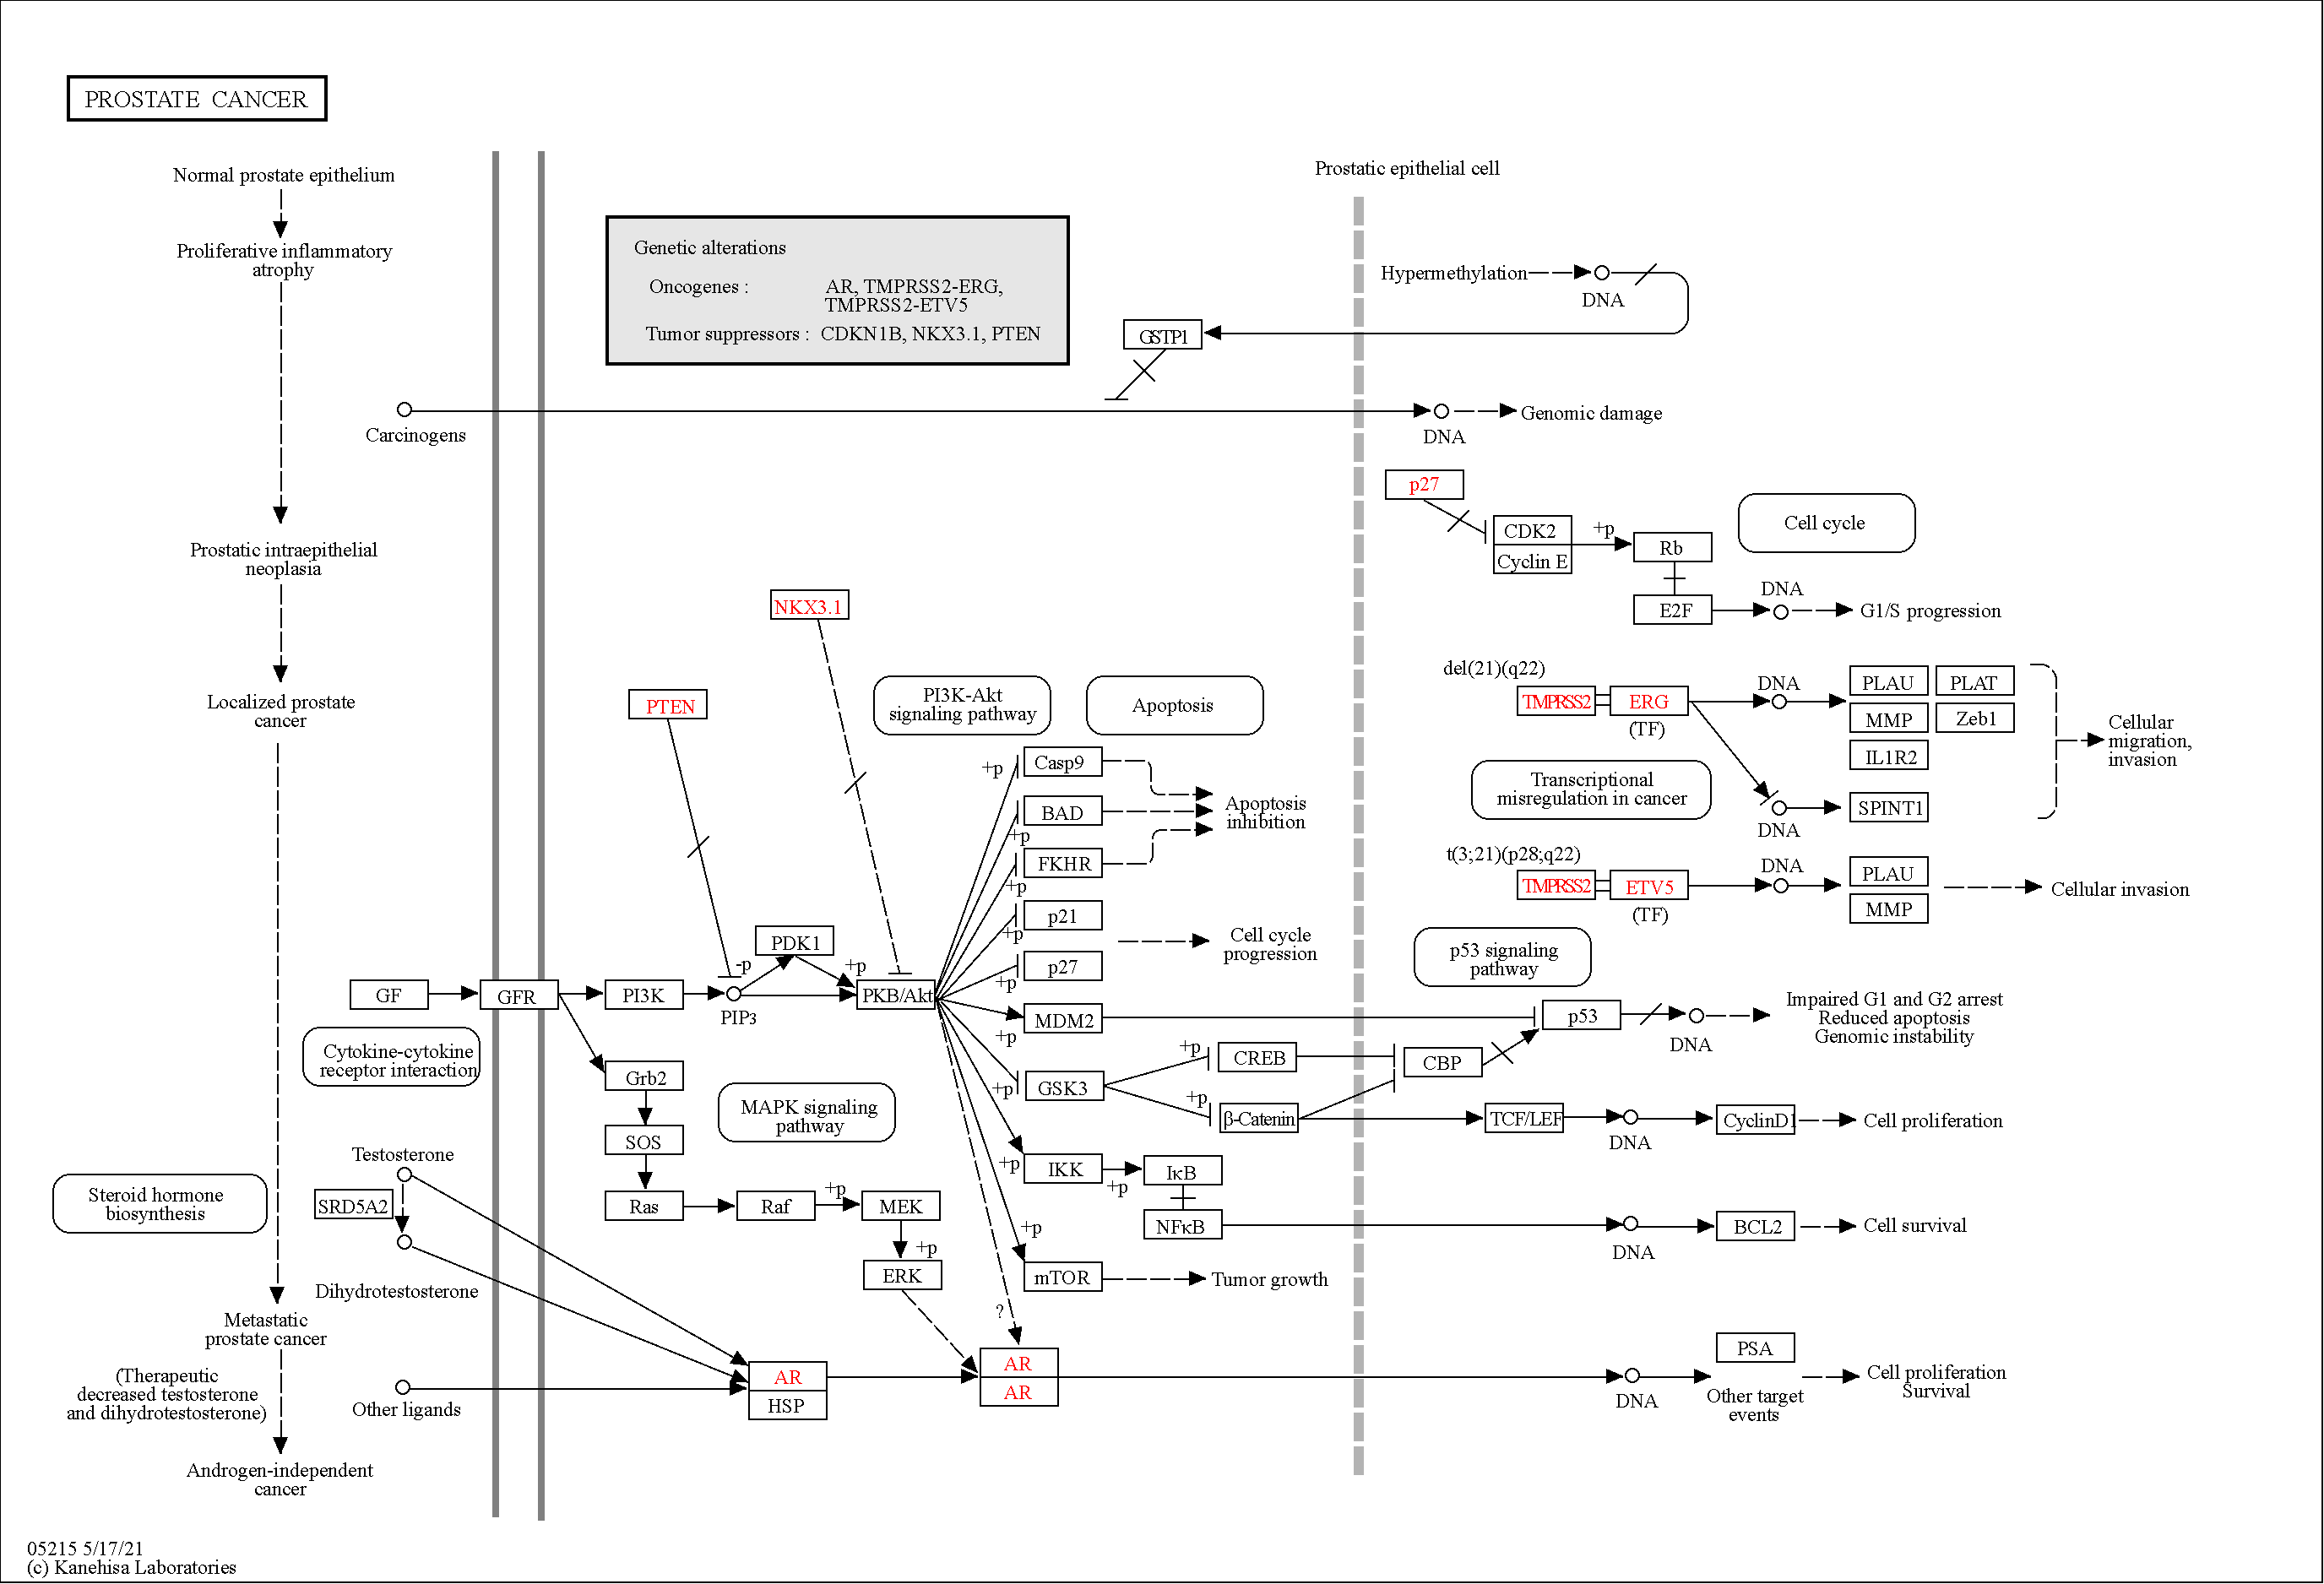 PROSTATE CANCER
Normal prostate epithelium
Proliferative inflammatory
atrophy
Prostatic intraepithelial
neoplasia
Localized prostate
cancer
Metastatic
prostate cancer
(Therapeutic
decreased testosterone
and dihydrotestosterone)
Androgen-independent
cancer
Steroid hormone
biosynthesis
Genetic alterations
Oncogenes : AR, TMPRSS2-ERG,
TMPRSS2-ETV5
Tumor suppressors : CDKN1B, NKX3.1, PTEN
Prostatic epithelial cell
Hypermethylation
DNA
GSTP1
Carcinogens
DNA
Genomic damage
p27
CDK2
Cyclin E
+p
Rb
E2F
DNA
G1/S progression
Cell cycle
NKX3.1
PTEN
PI3K-Akt
signaling pathway
Apoptosis
del(21)(q22)
TMPRSS2
ERG
(TF)
DNA
PLAU
PLAT
MMP
Zeb1
IL1R2
DNA
SPINT1
Cellular
migration,
invasion
Transcriptional
misregulation in cancer
t(3;21)(p28;q22)
TMPRSS2
ETV5
(TF)
DNA
PLAU
MMP
Cellular invasion
+p
Casp9
+p
BAD
+p
FKHR
Apoptosis
inhibition
+p
p21
+p
p27
Cell cycle
progression
GF
GFR
PI3K
-p
PIP3
PDK1
+p
PKB/Akt
+p
MDM2
p53 signaling
pathway
p53
DNA
Impaired G1 and G2 arrest
Reduced apoptosis
Genomic instability
Cytokine-cytokine
receptor interaction
Grb2
SOS
Ras
Raf
+p
MEK
+p
ERK
MAPK signaling
pathway
+p
GSK3
+p
CREB
CBP
+p
β-Catenin
TCF/LEF
DNA
CyclinD1
Cell proliferation
+p
IKK
+p
IκB
NFκB
DNA
BCL2
Cell survival
+p
mTOR
Tumor growth
?
Testosterone
SRD5A2
Dihydrotestosterone
Other ligands
AR
HSP
AR
AR
DNA
PSA
Other target
events
Cell proliferation
Survival
05215 5/17/21
(c) Kanehisa Laboratories